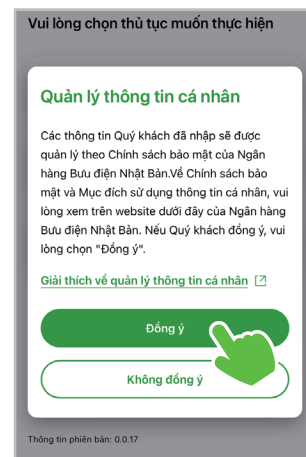 Vui lòng chọn thủ tục muốn thực hiện
Quản lý thông tin cá nhân
Các thông tin Quý khách đã nhập sẽ được
quản lý theo Chính sách bảo mật của Ngân
hàng Bưu điện Nhật Bản.Về Chính sách bảo
mật và Mục đích sử dụng thông tin cá nhân, vui
lòng xem trên website dưới đây của Ngân hàng
Bưu điện Nhật Bản. Nếu Quý khách đồng ý, vui
lòng chọn "Đồng ý".
Giải thích về quản lý thông tin cá nhân
Đồng ý
Không đồng ý
Thông tin phiên bản: 0.0.17